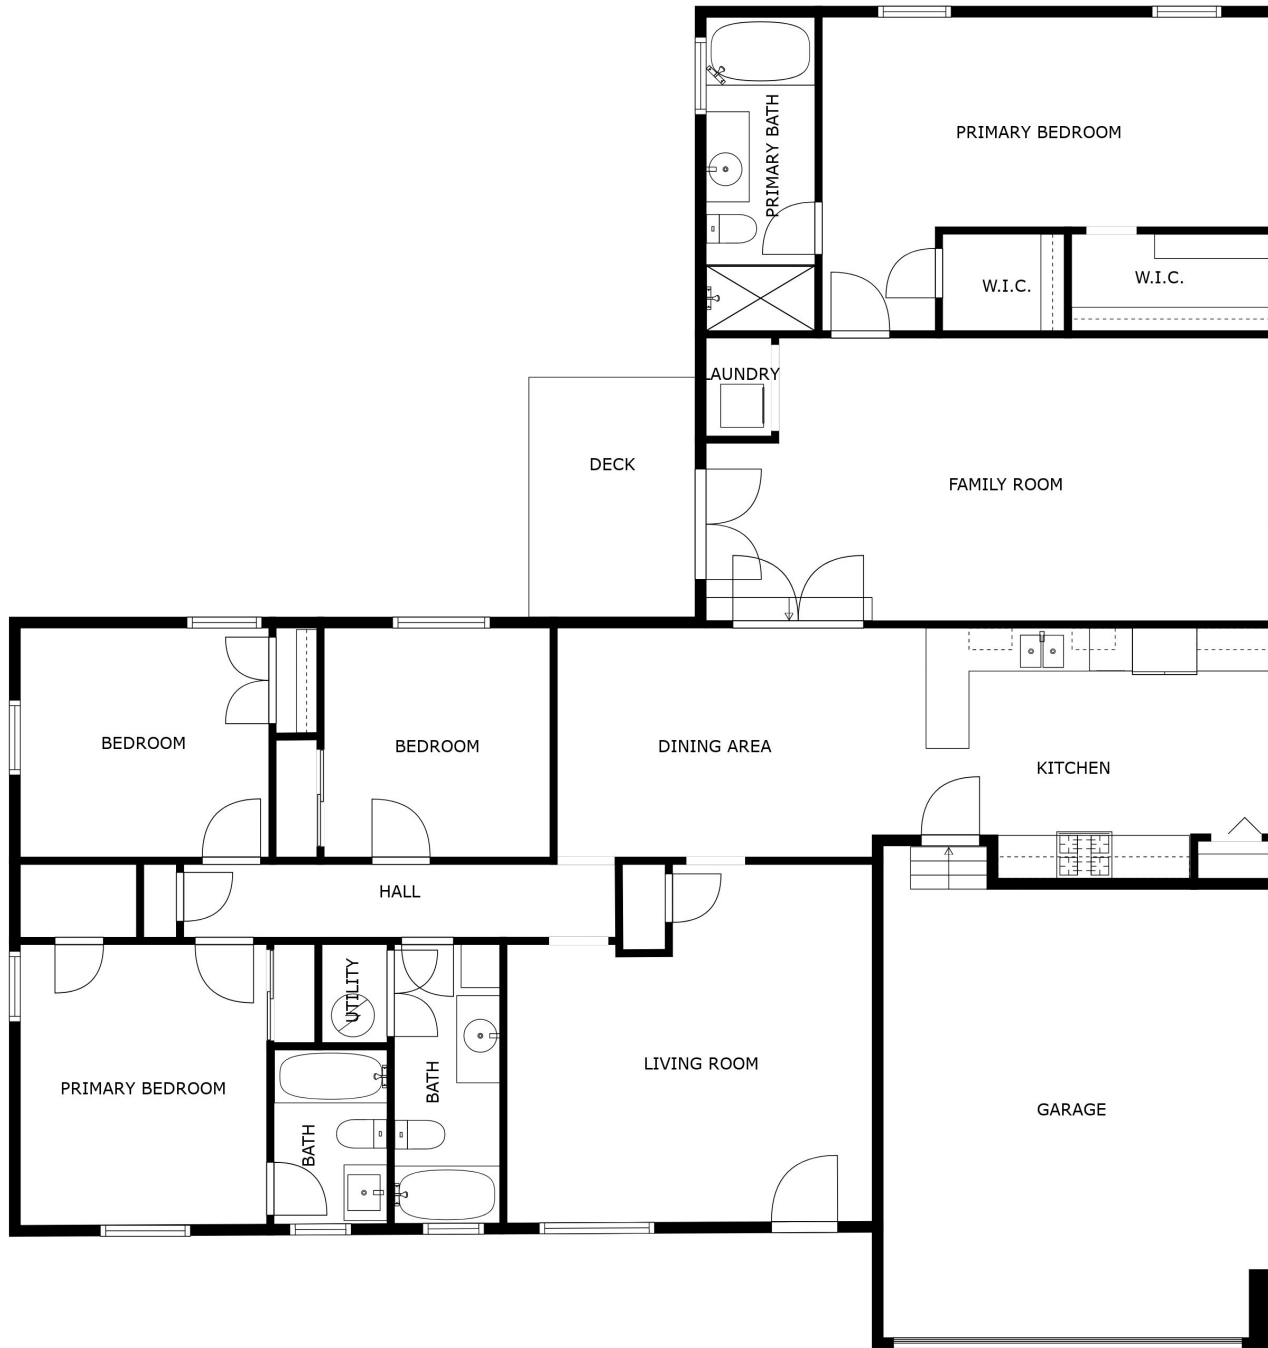 PRIMARY BATH
PRIMARY BEDROOM
W.I.C.
W.I.C.
LAUNDRY
DECK
FAMILY ROOM
BEDROOM
BEDROOM
DINING AREA
KITCHEN
HALL
UTILITY
PRIMARY BEDROOM
BATH
BATH
LIVING ROOM
GARAGE